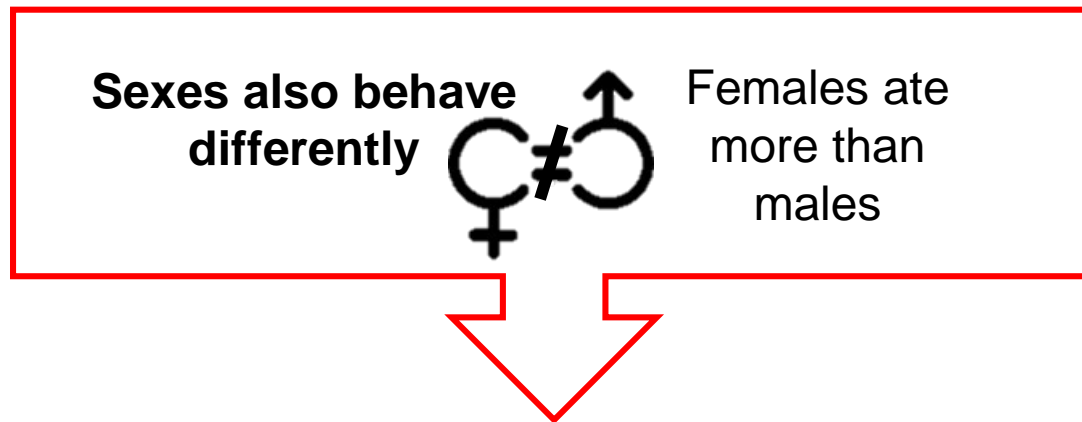 Sexes also behave
differently
Females ate
more than
males